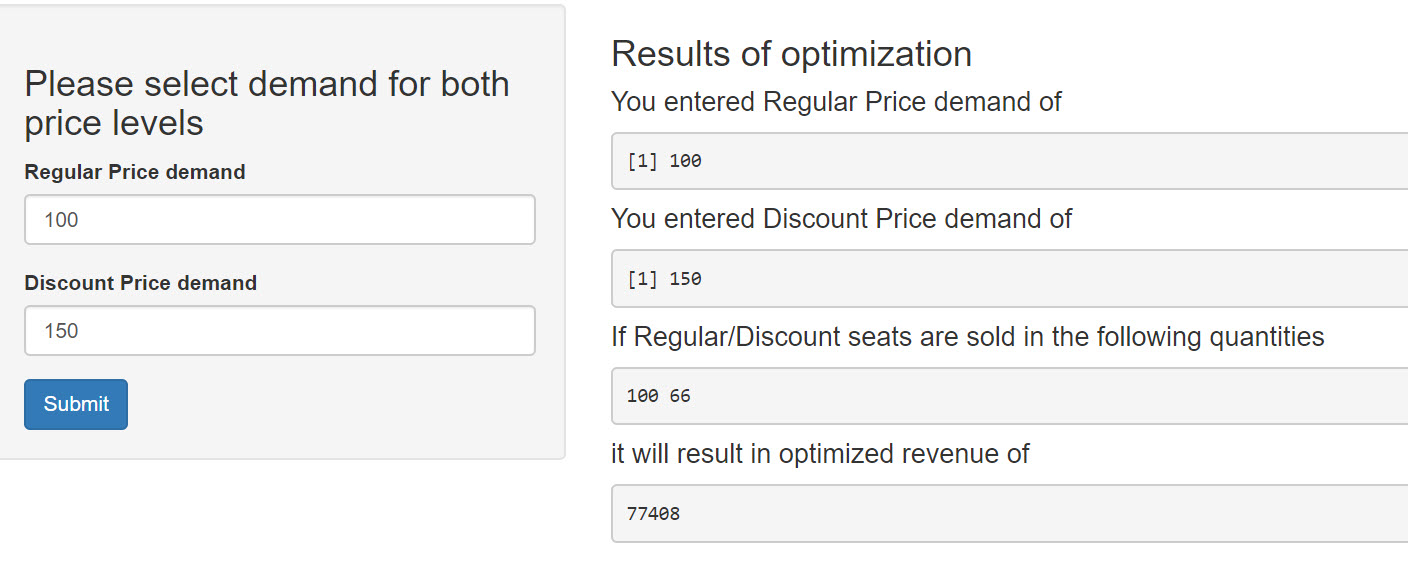 Please select demand for both
price levels
Regular Price demand
100
Discount Price demand
150
Submit
Results of optimization
You entered Regular Price demand of
[1] 100
You entered Discount Price demand of
[1] 150
If Regular/Discount seats are sold in the following quantities
100 66
it will result in optimized revenue of
77408